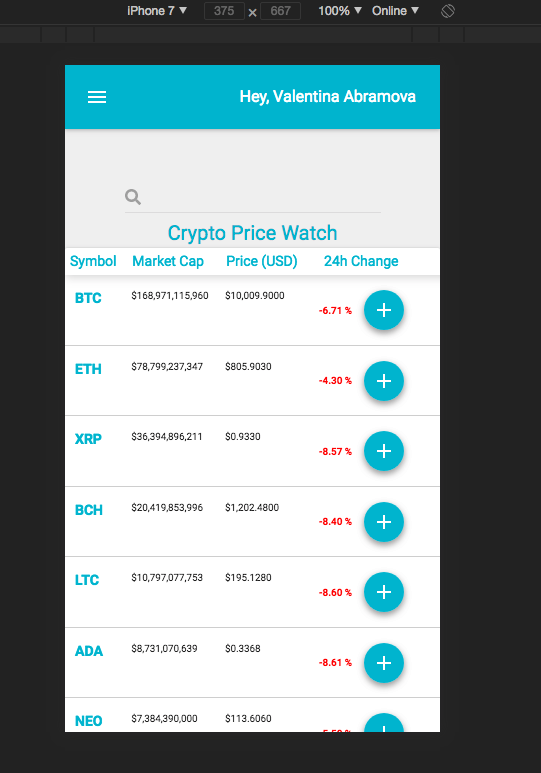 iPhone 7 ▼ 375 × 667 100% ▼ Online ▼
Hey, Valentina Abramova
Crypto Price Watch
Symbol Market Cap Price (USD) 24h Change
BTC $168,971,115,960 $10,009.9000 -6.71 %
ETH $78,799,237,347 $805.9030 -4.30 %
XRP $36,394,896,211 $0.9330 -8.57 %
BCH $20,419,853,996 $1,202.4800 -8.40 %
LTC $10,797,077,753 $195.1280 -8.60 %
ADA $8,731,070,639 $0.3368 -8.61 %
NEO $7,384,390,000 $113.6060